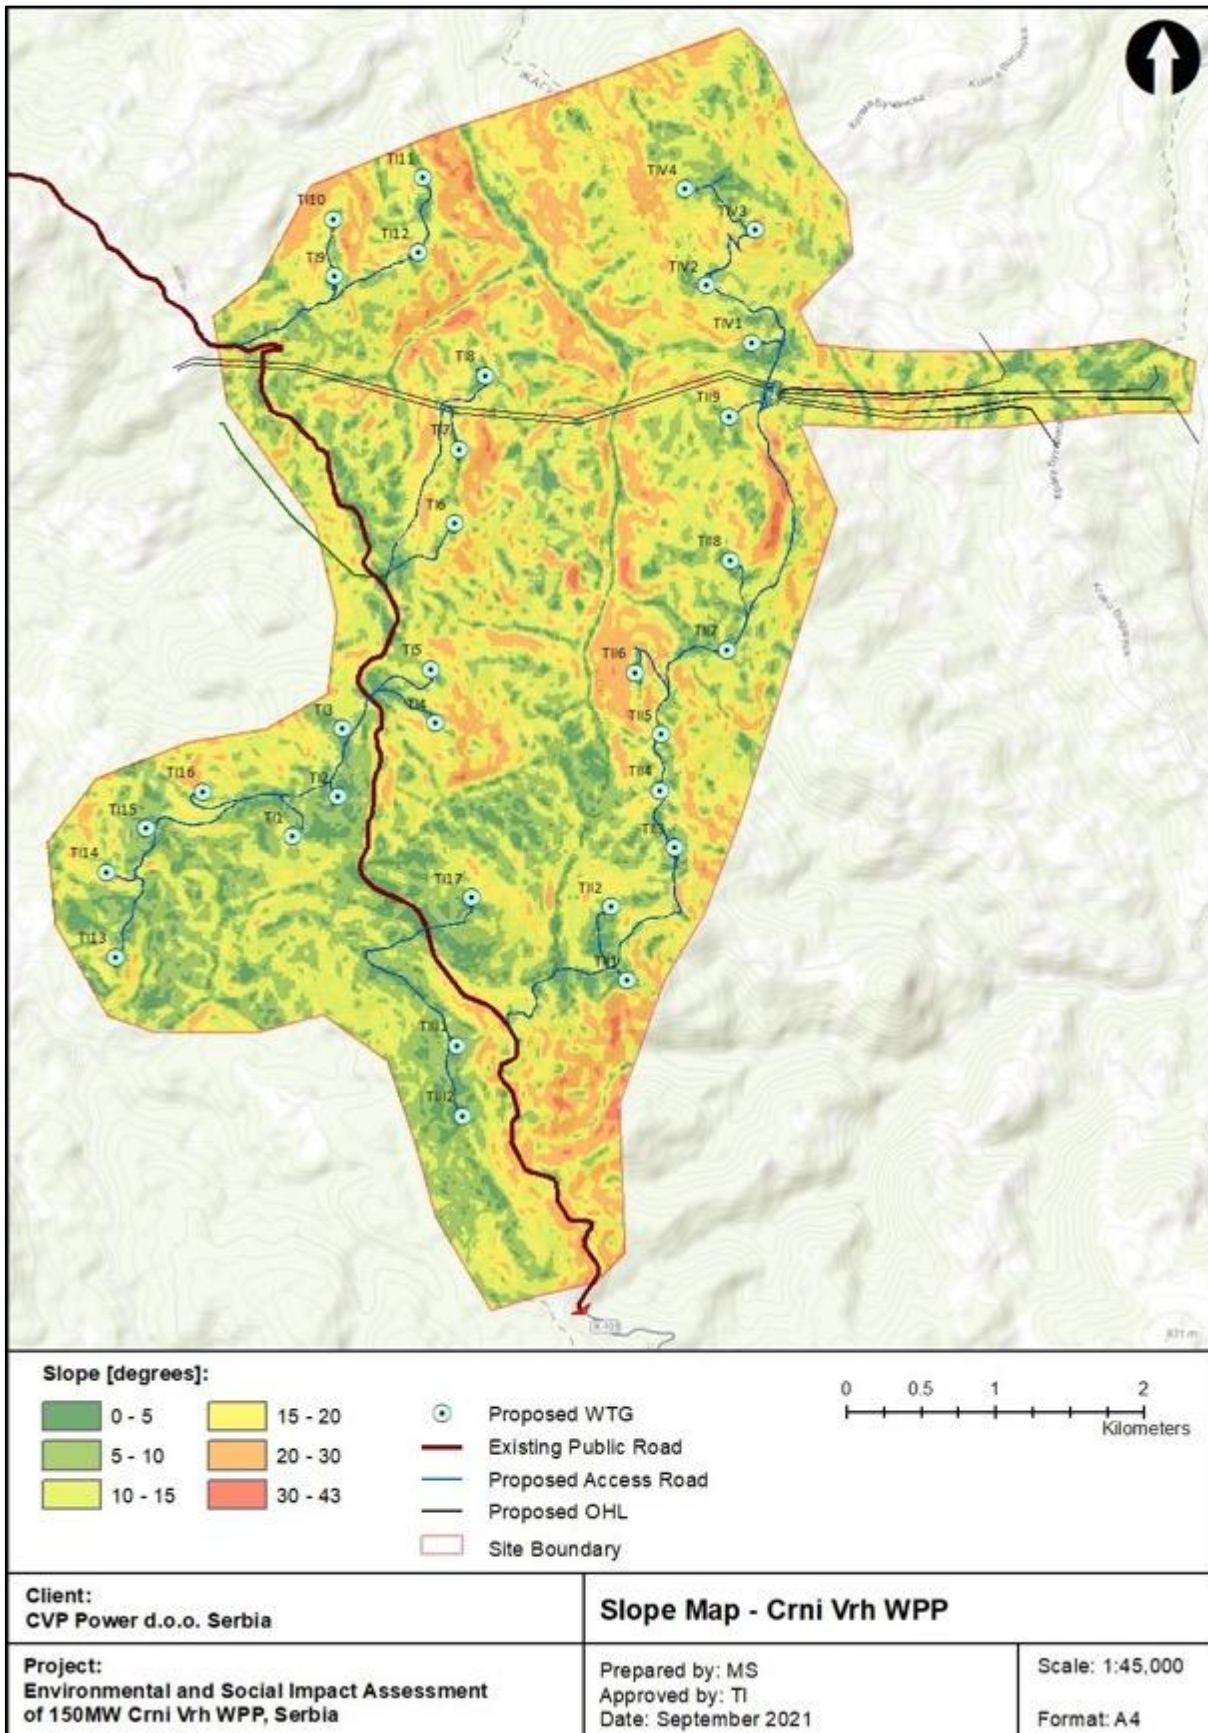 ЖАГУ
TI11
TIV4
TI10
TIV3
TI12
TI9
TIV2
TIV1
TI8
TII9
TI7
TI6
TII8
TII7
TI5
TII6
TI4
TI3
TII5
TI16
TI2
TII4
TI15
TI1
TII3
TI14
TI17
TII2
TI13
TII1
TIII1
TIII2
Slope [degrees]:
0 - 5
5 - 10
10 - 15
15 - 20
20 - 30
30 - 43
Proposed WTG
Existing Public Road
Proposed Access Road
Proposed OHL
Site Boundary
0 0.5 1 2
Kilometers
Client:
CVP Power d.o.o. Serbia
Slope Map - Crni Vrh WPP
Project:
Environmental and Social Impact Assessment
of 150MW Crni Vrh WPP, Serbia
Prepared by: MS
Approved by: TI
Date: September 2021
Scale: 1:45,000
Format: A4